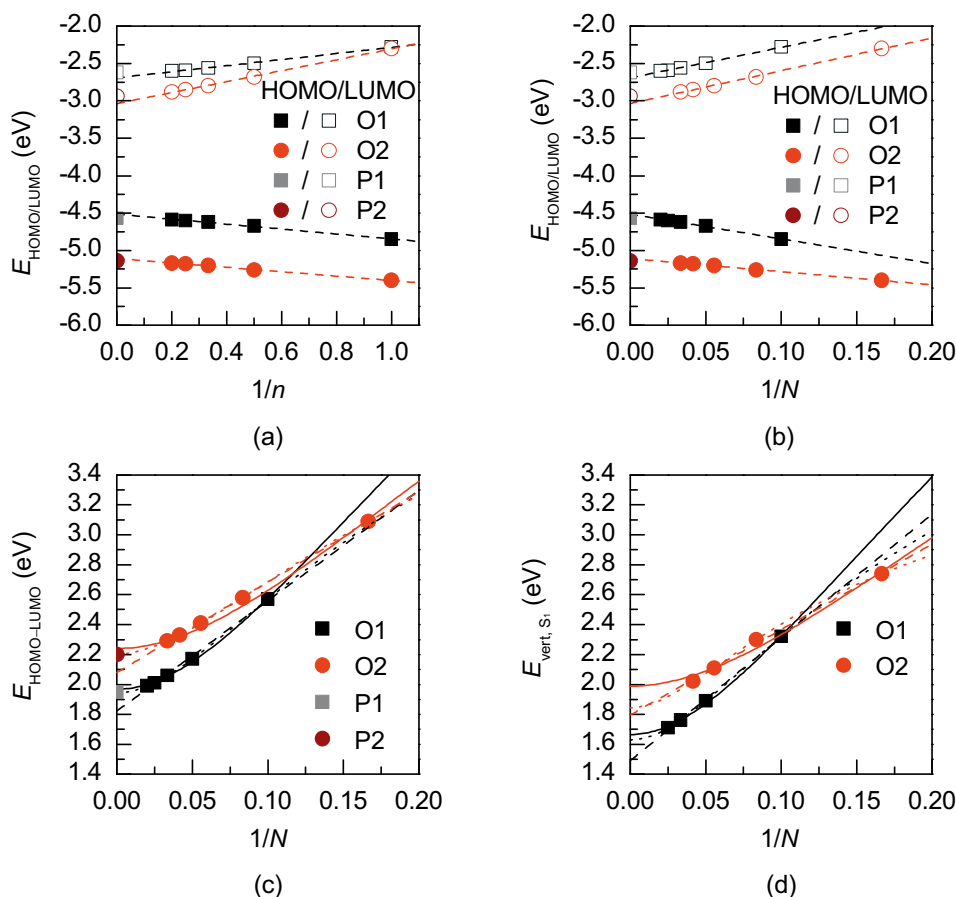 -2.0
-2.5
-3.0
-3.5
-4.0
-4.5
-5.0
-5.5
-6.0
E_HOMO/LUMO (eV)
HOMO/LUMO
/ O1
/ O2
/ P1
/ P2
0.0 0.2 0.4 0.6 0.8 1.0
1/n
(a)
-2.0
-2.5
-3.0
-3.5
-4.0
-4.5
-5.0
-5.5
-6.0
E_HOMO/LUMO (eV)
HOMO/LUMO
/ O1
/ O2
/ P1
/ P2
0.00 0.05 0.10 0.15 0.20
1/N
(b)
3.4
3.2
3.0
2.8
2.6
2.4
2.2
2.0
1.8
1.6
1.4
E_HOMO–LUMO (eV)
O1
O2
P1
P2
0.00 0.05 0.10 0.15 0.20
1/N
(c)
3.4
3.2
3.0
2.8
2.6
2.4
2.2
2.0
1.8
1.6
1.4
E_vert, S₁ (eV)
O1
O2
0.00 0.05 0.10 0.15 0.20
1/N
(d)